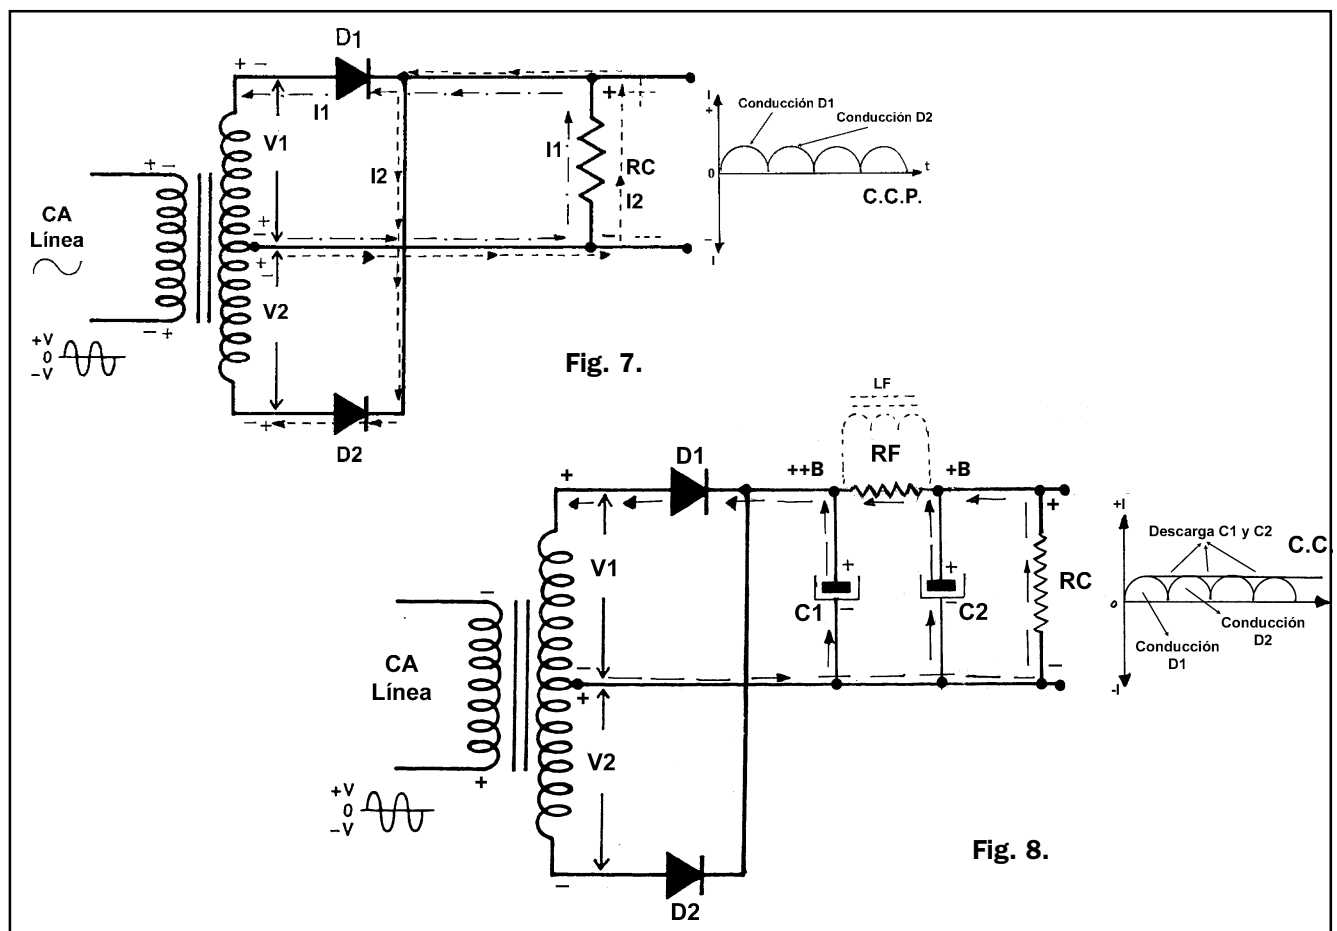 D1
+ −
I1
V1
+ −
CA
Línea
+
−
+
−
I2
I1
RC
I2
+
−
V2
− +
+V
0
−V
− +
D2
I
+
Conducción D1
Conducción D2
0
t
C.C.P.
−
I
Fig. 7.
LF
D1
++B
RF
+B
+
+
V1
+
+
C1
−
−
C2
RC
−
−
CA
Línea
−
+
V2
+
+V
0
−V
−
D2
+I
Descarga C1 y C2
C.C.
0
Conducción
D2
Conducción
D1
-I
Fig. 8.